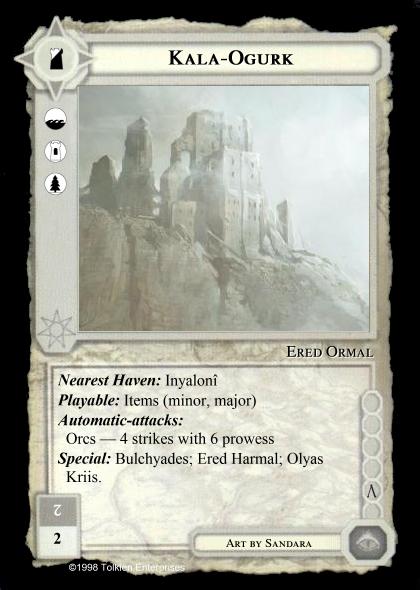 Kala-Ogurk
Ered Ormal
Nearest Haven: Inyalonî
Playable: Items (minor, major)
Automatic-attacks:
Orcs — 4 strikes with 6 prowess
Special: Bulchyades; Ered Harmal; Olyas
Kriis.
2
2
Art by Sandara
©1998 Tolkien Enterprises